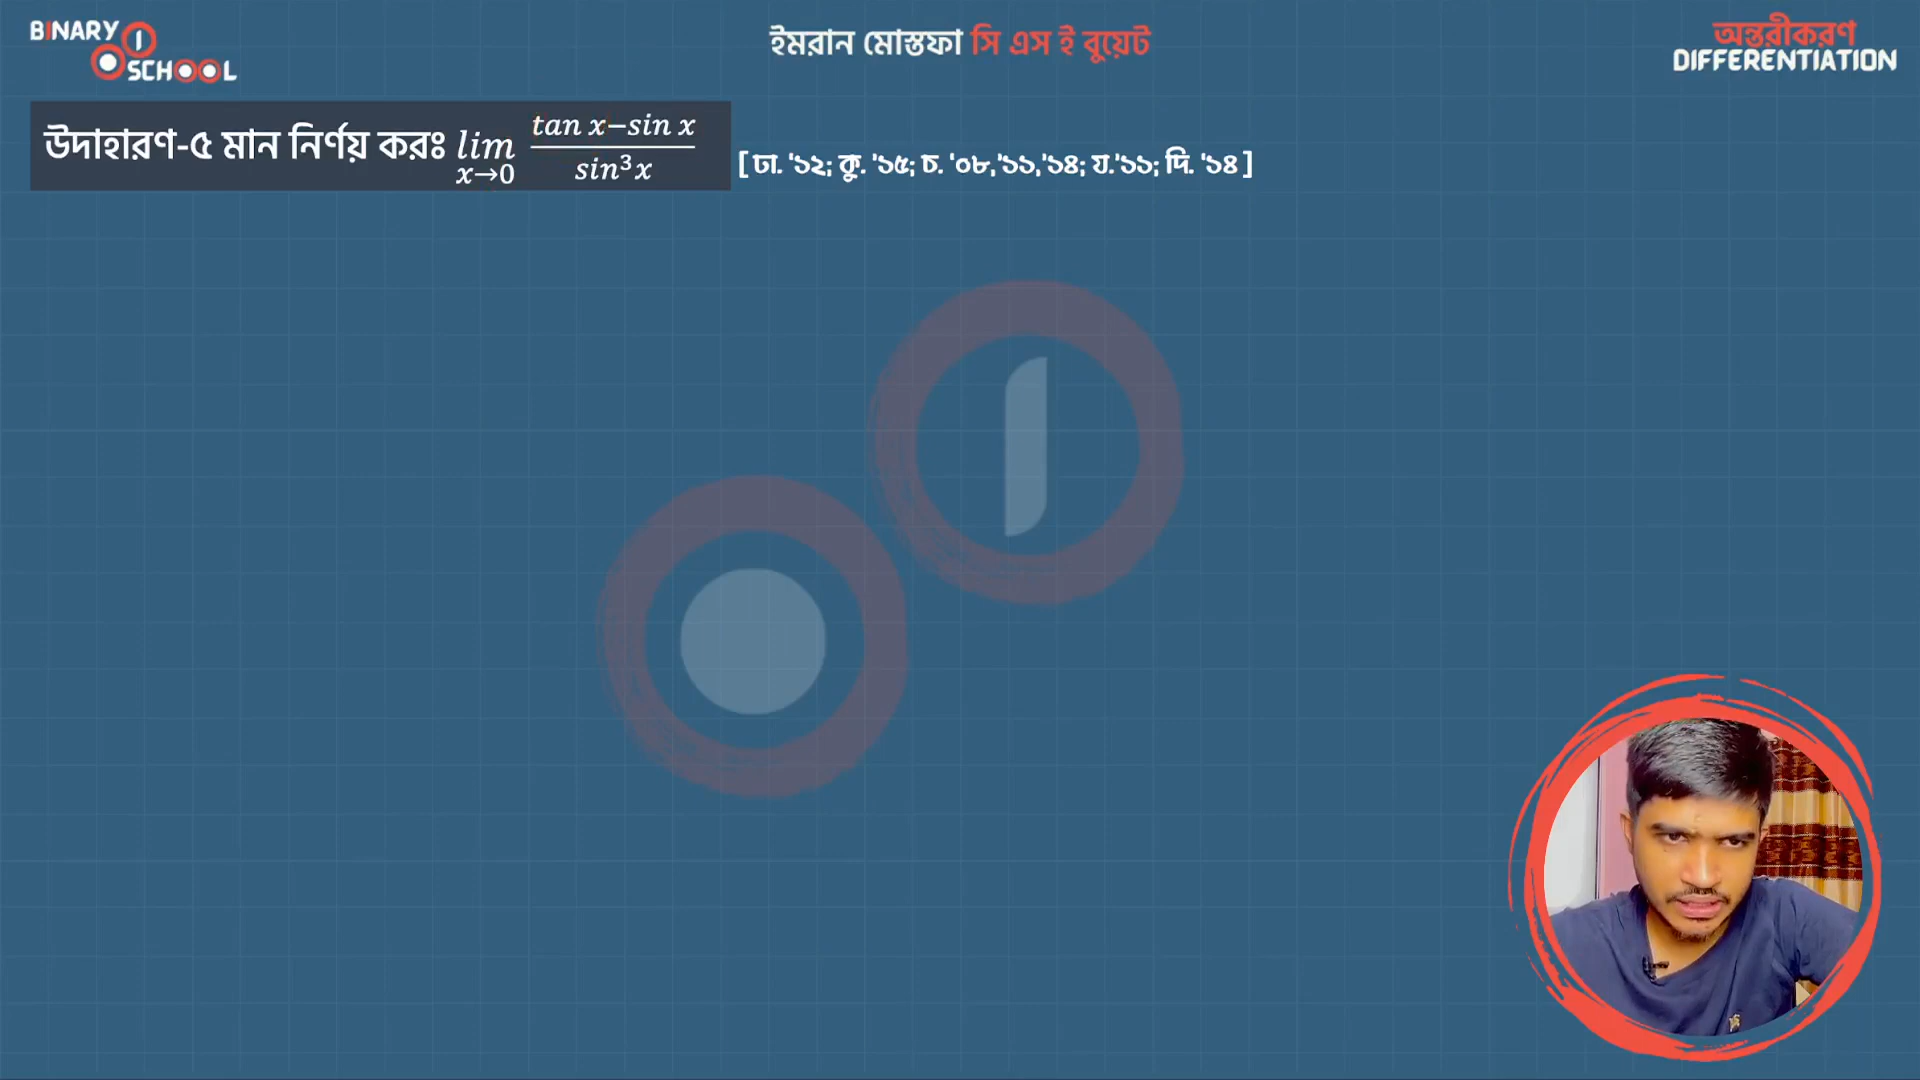 BINARY SCHOOL
ইমরান মোস্তফা সি এস ই বুয়েট
অন্তরীকরণ
DIFFERENTIATION
উদাহরণ-৫ মান নির্ণয় করঃ lim x→0 (tan x−sin x)/(sin³x) [ ঢা. '১২; কু. '১৫; চ. '০৮,'১১,'১৪; য.'১১; দি. '১৪ ]